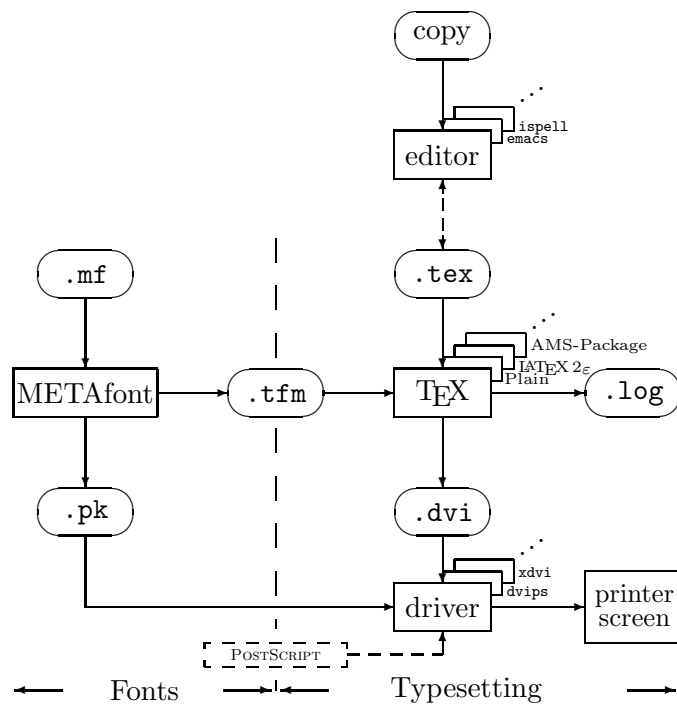 copy
ispell
emacs
editor
.mf
.tex
AMS-Package
LATEX 2ε
Plain
METAfont
.tfm
TEX
.log
.pk
.dvi
xdvi
dvips
driver
printer
screen
POSTSCRIPT
Fonts
Typesetting